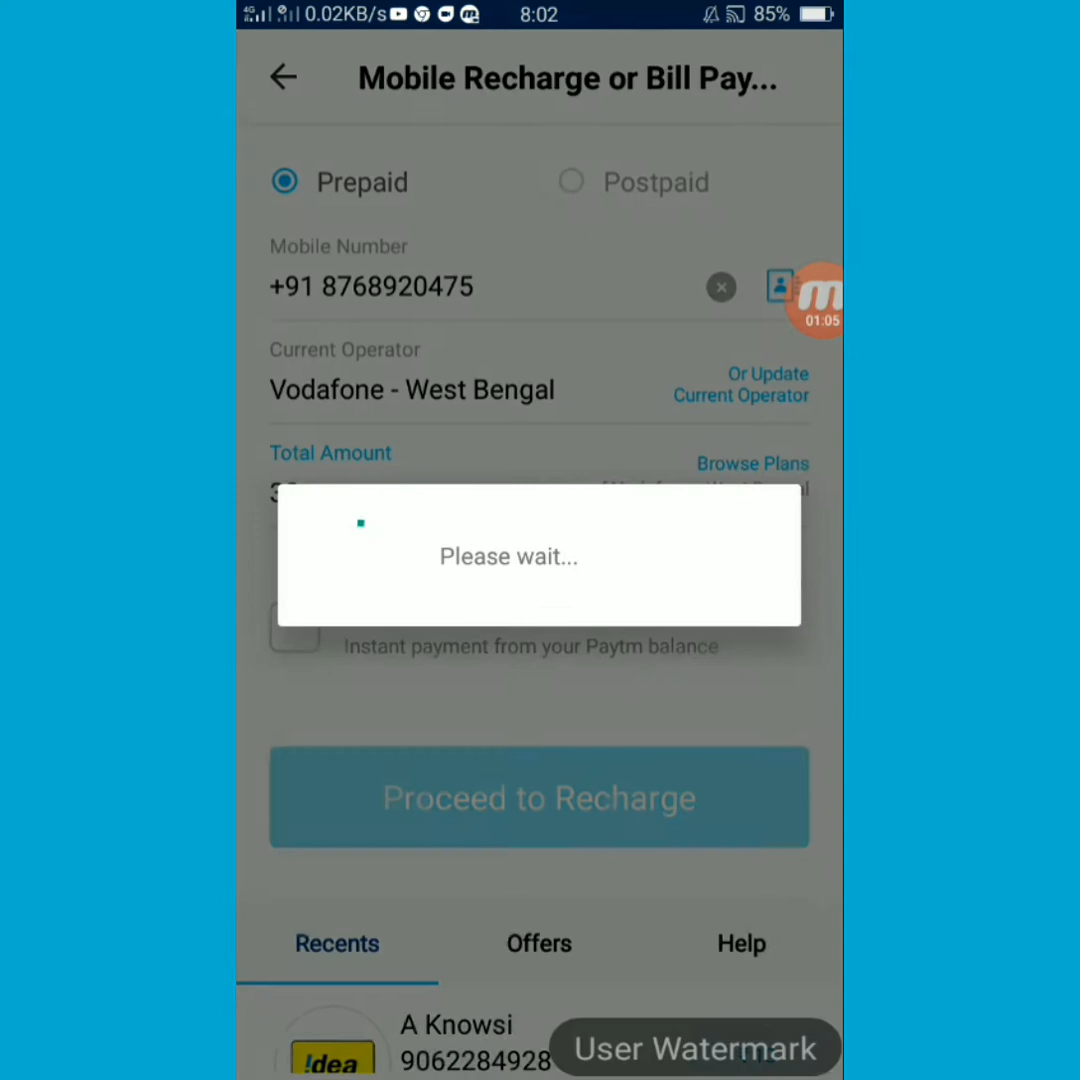 4G 0.02KB/s 8:02 85%
Mobile Recharge or Bill Pay...
Prepaid Postpaid
Mobile Number
+91 8768920475
01:05
Current Operator
Vodafone - West Bengal
Or Update
Current Operator
Total Amount
Browse Plans
Please wait...
Instant payment from your Paytm balance
Proceed to Recharge
Recents Offers Help
A Knowsi
!dea
9062284928
User Watermark